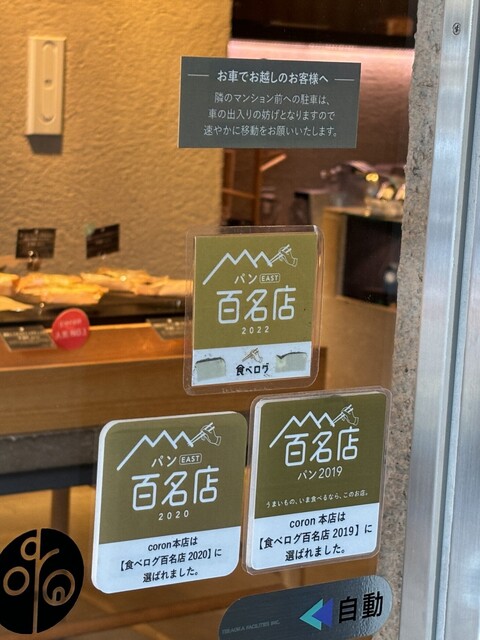 お車でお越しのお客様へ
隣のマンション前への駐車は、
車の出入りの妨げとなりますので
速やかに移動をお願いいたします。
パン EAST
百名店
2022
食べログ
パン EAST
百名店
2020
coron本店は
【食べログ百名店 2020】に
選ばれました。
百名店
パン 2019
うまいもの、いま食べるなら、このお店。
coron 本店は
【食べログ百名店 2019】に
選ばれました。
coron
自動